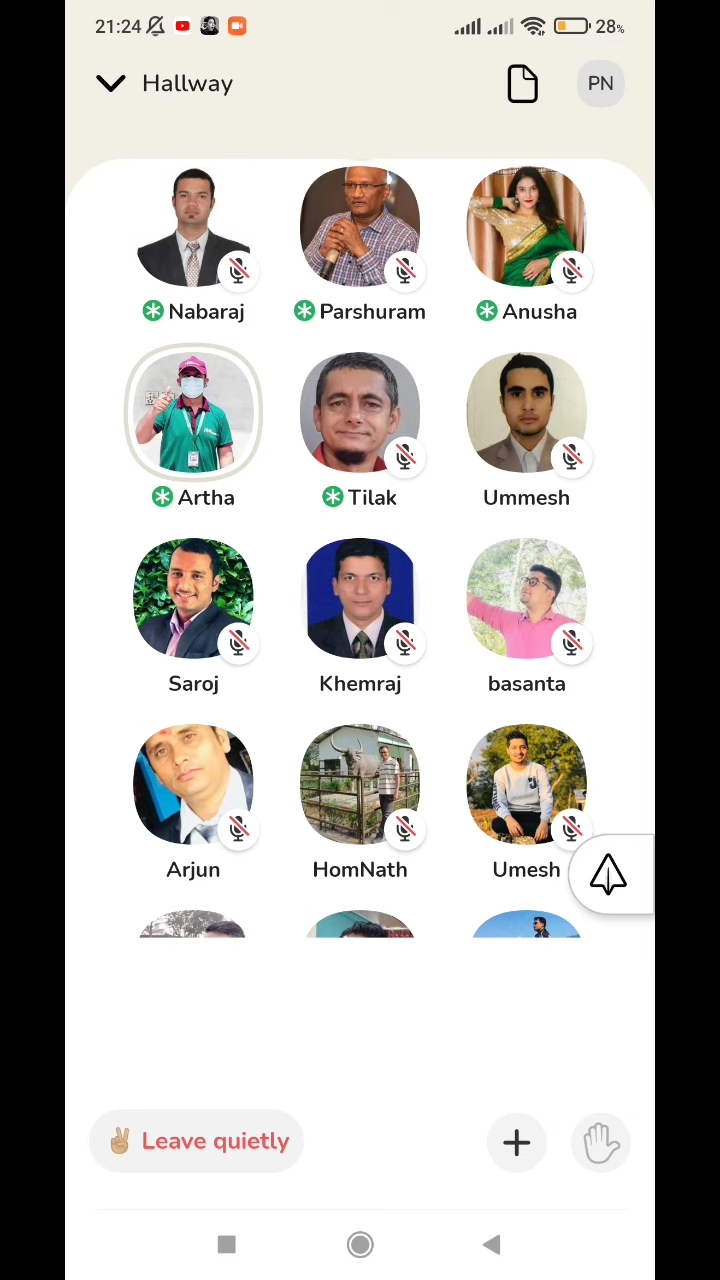 21:24
28%
Hallway
PN
Nabaraj
Parshuram
Anusha
Artha
Tilak
Ummesh
Saroj
Khemraj
basanta
Arjun
HomNath
Umesh
Leave quietly